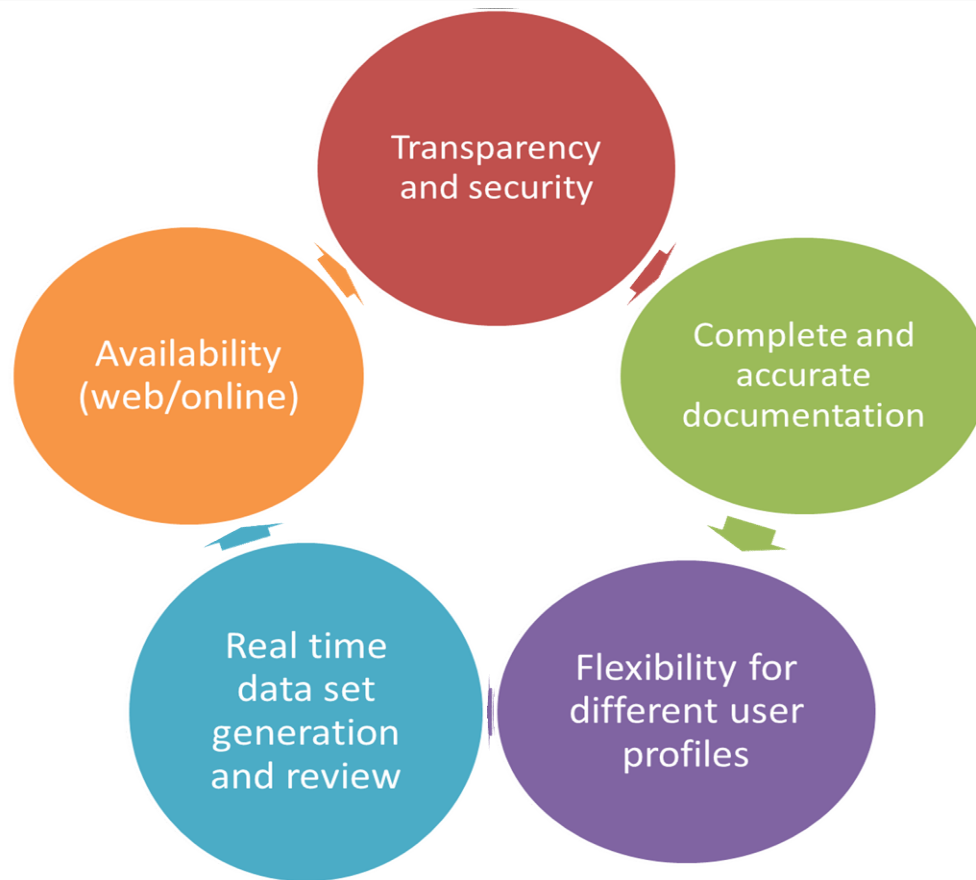 Transparency
and security
Complete and
accurate
documentation
Flexibility for
different user
profiles
Real time
data set
generation
and review
Availability
(web/online)